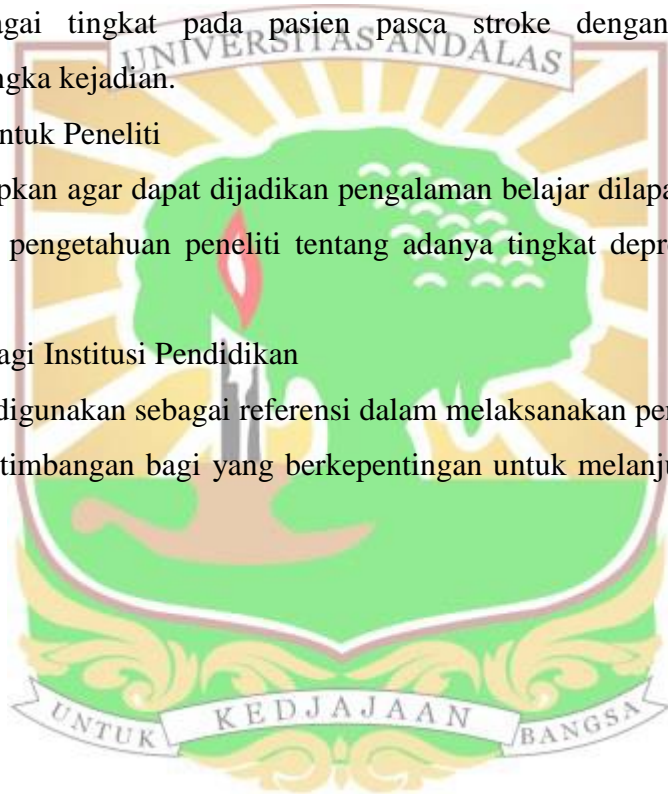 agai tingkat pada pasien pasca stroke dengan
UNIVERSITAS ANDALAS
ngka kejadian.
ntuk Peneliti
pkan agar dapat dijadikan pengalaman belajar dilapa
pengetahuan peneliti tentang adanya tingkat depr
agi Institusi Pendidikan
digunakan sebagai referensi dalam melaksanakan per
timbangan bagi yang berkepentingan untuk melanju
UNTUK KEDJAJAAN BANGSA